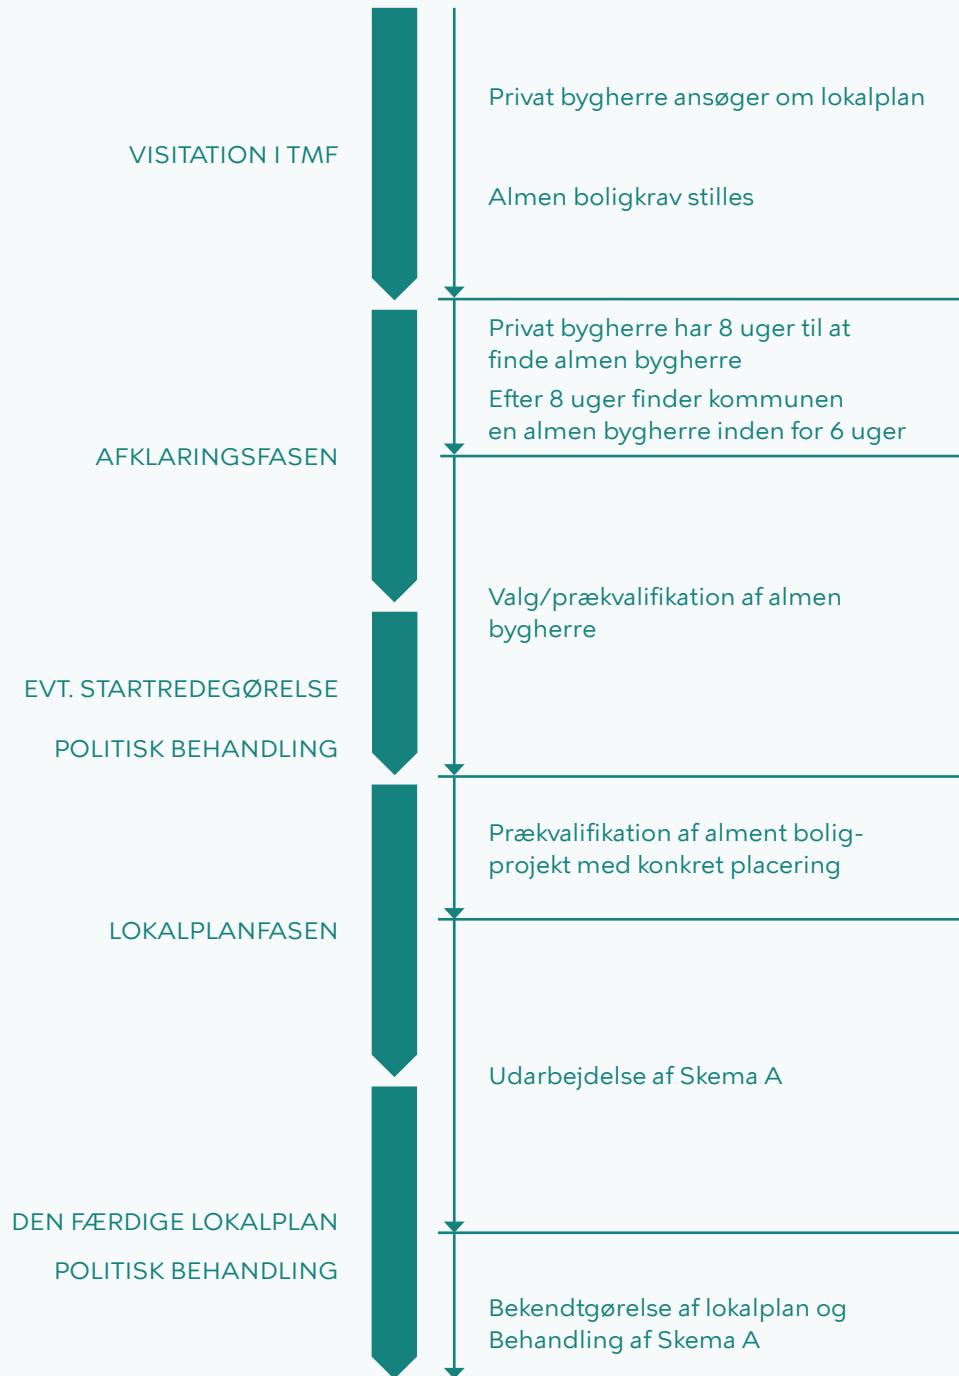 Privat bygherre ansøger om lokalplan
VISITATION I TMF
Almen boligkrav stilles
Privat bygherre har 8 uger til at
finde almen bygherre
Efter 8 uger finder kommunen
en almen bygherre inden for 6 uger
AFKLARINGSFASEN
Valg/prækvalifikation af almen
bygherre
EVT. STARTREDEGØRELSE
POLITISK BEHANDLING
Prækvalifikation af alment bolig-
projekt med konkret placering
LOKALPLANFASEN
Udarbejdelse af Skema A
DEN FÆRDIGE LOKALPLAN
POLITISK BEHANDLING
Bekendtgørelse af lokalplan og
Behandling af Skema A